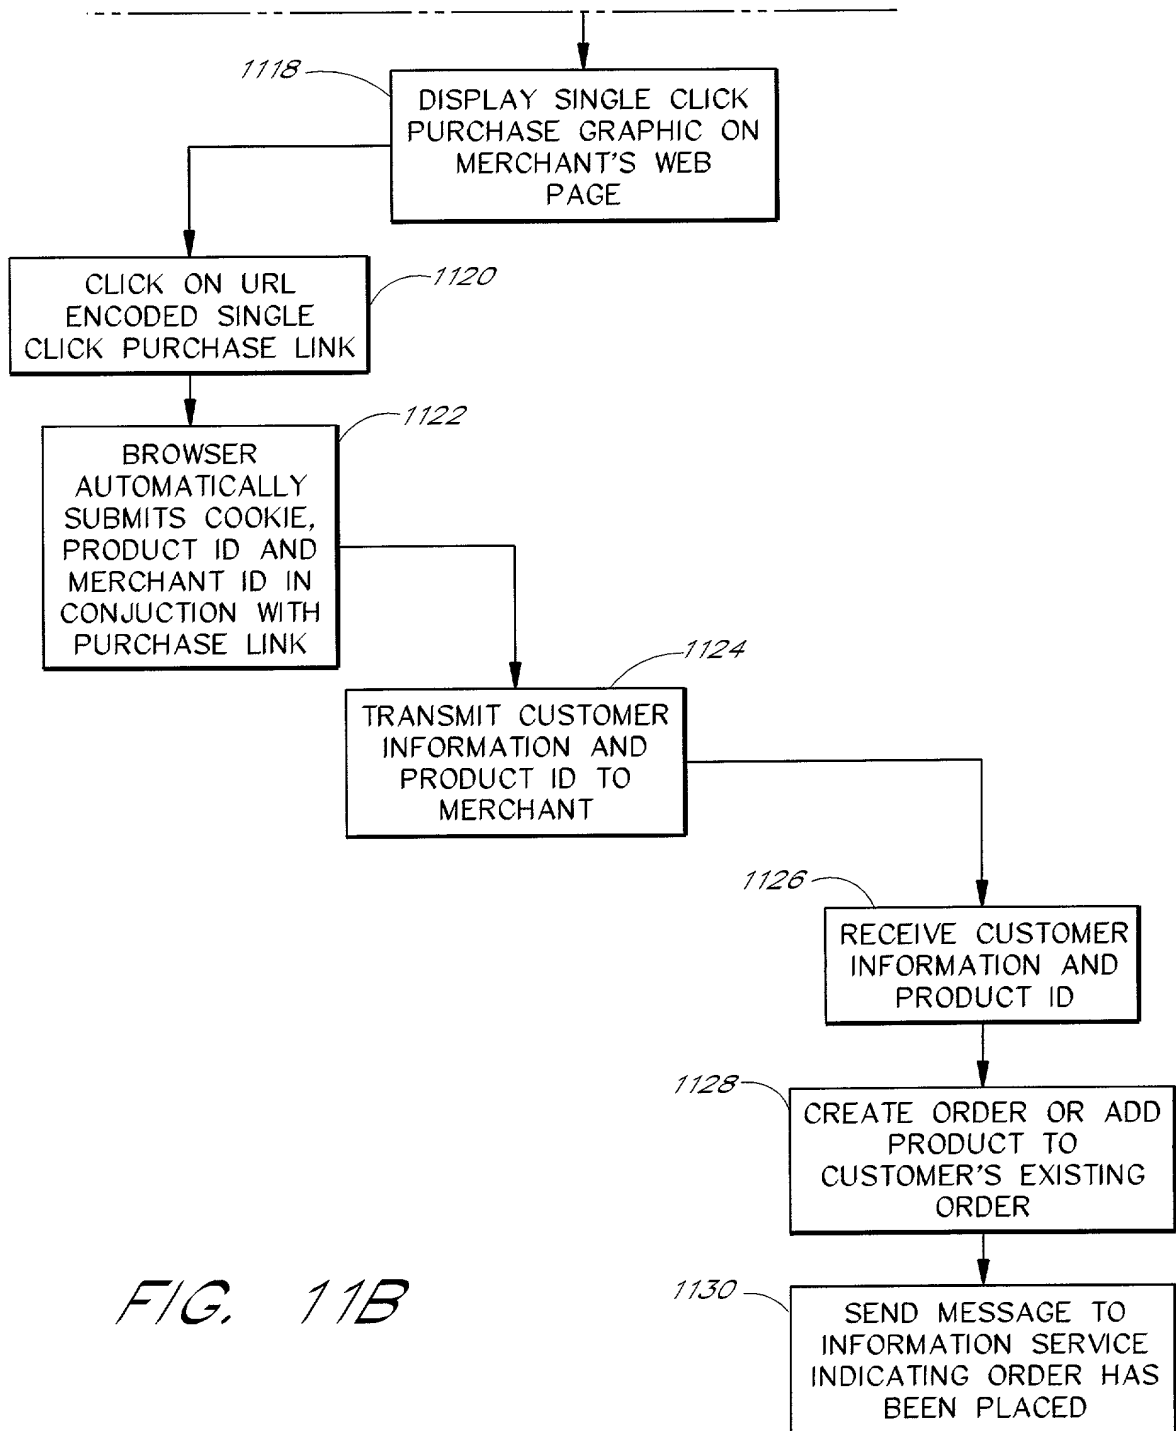 1118
DISPLAY SINGLE CLICK
PURCHASE GRAPHIC ON
MERCHANT'S WEB
PAGE
CLICK ON URL
ENCODED SINGLE
CLICK PURCHASE LINK
1120
1122
BROWSER
AUTOMATICALLY
SUBMITS COOKIE,
PRODUCT ID AND
MERCHANT ID IN
CONJUCTION WITH
PURCHASE LINK
1124
TRANSMIT CUSTOMER
INFORMATION AND
PRODUCT ID TO
MERCHANT
1126
RECEIVE CUSTOMER
INFORMATION AND
PRODUCT ID
1128
CREATE ORDER OR ADD
PRODUCT TO
CUSTOMER'S EXISTING
ORDER
1130
SEND MESSAGE TO
INFORMATION SERVICE
INDICATING ORDER HAS
BEEN PLACED
FIG. 11B